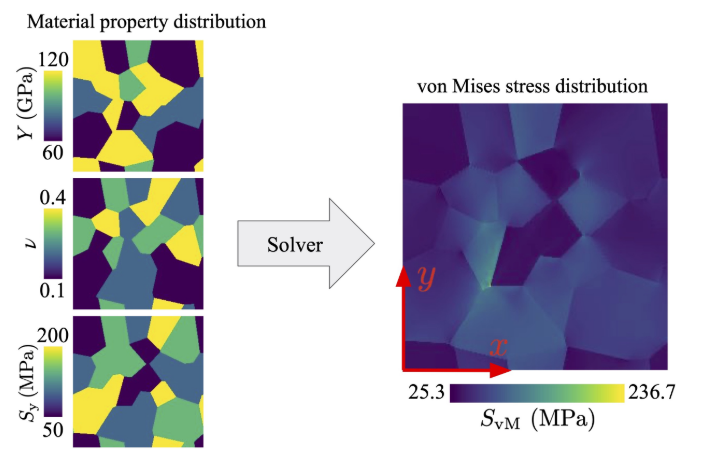 Material property distribution
120
Y (GPa)
60
0.4
ν
0.1
200
S_y (MPa)
50
Solver
von Mises stress distribution
y
x
25.3
236.7
S_vM (MPa)